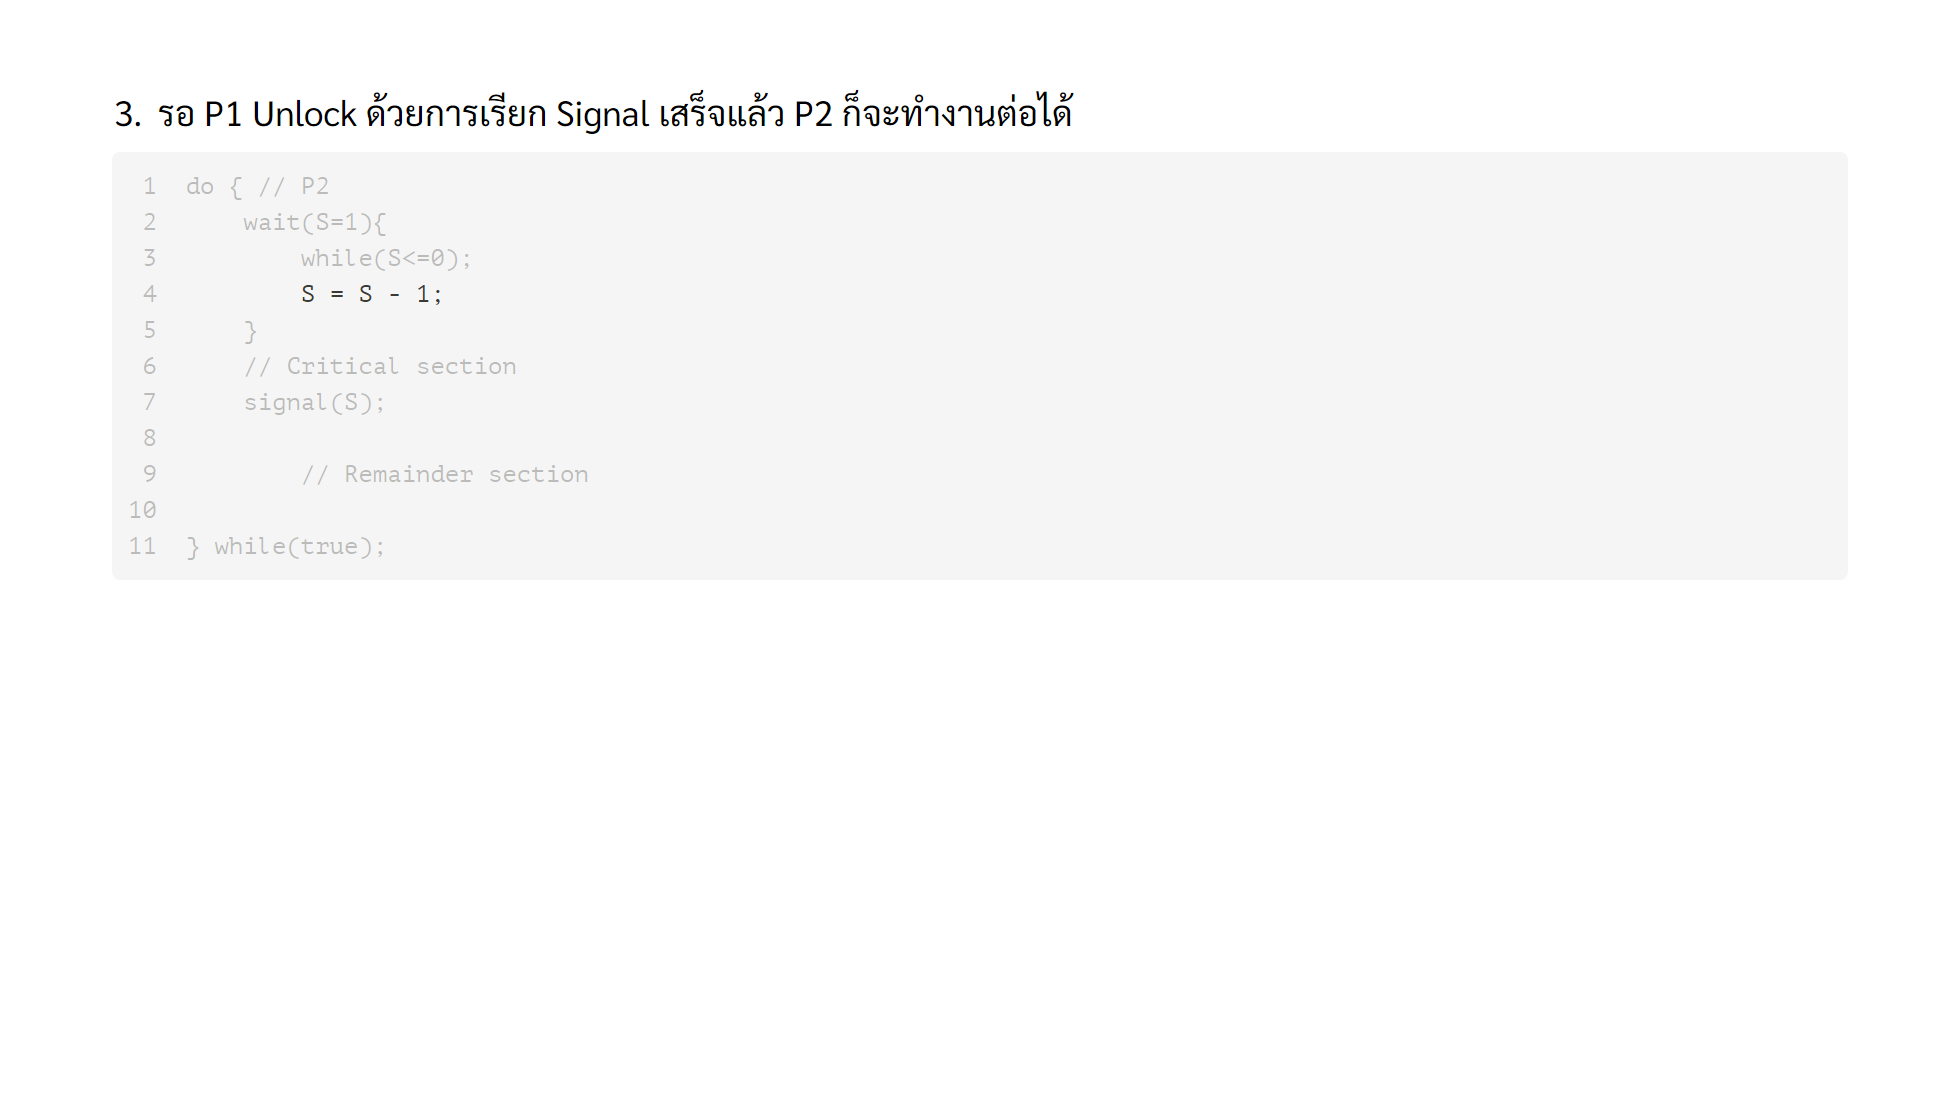 3. รอ P1 Unlock ด้วยการเรียก Signal เสร็จแล้ว P2 ก็จะทำงานต่อได้
1 do { // P2
2     wait(S=1){
3         while(S<=0);
4         S = S - 1;
5     }
6     // Critical section
7     signal(S);
8
9         // Remainder section
10
11 } while(true);